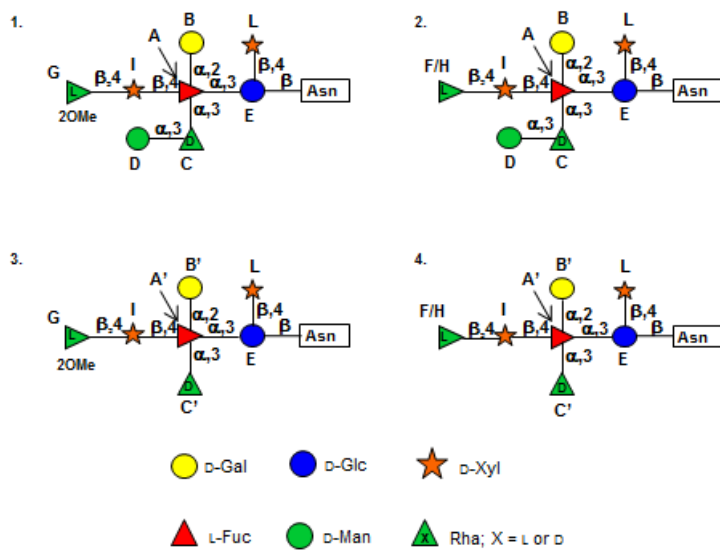 1.
A B L
G I α,2
β,4 β,4 α,3 β,4 β Asn
L α,3 E
2OMe α,3
D C D
2.
A B L
F/H I α,2
β,4 β,4 α,3 β,4 β Asn
L α,3 E
α,3
D C D
3.
A' B' L
G I α,2
β,4 β,4 α,3 β,4 β Asn
L α,3 E
2OMe D
C'
4.
A' B' L
F/H I α,2
β,4 β,4 α,3 β,4 β Asn
L α,3 E
D
C'
D-Gal D-Glc D-Xyl
L-Fuc D-Man X Rha; X = L or D